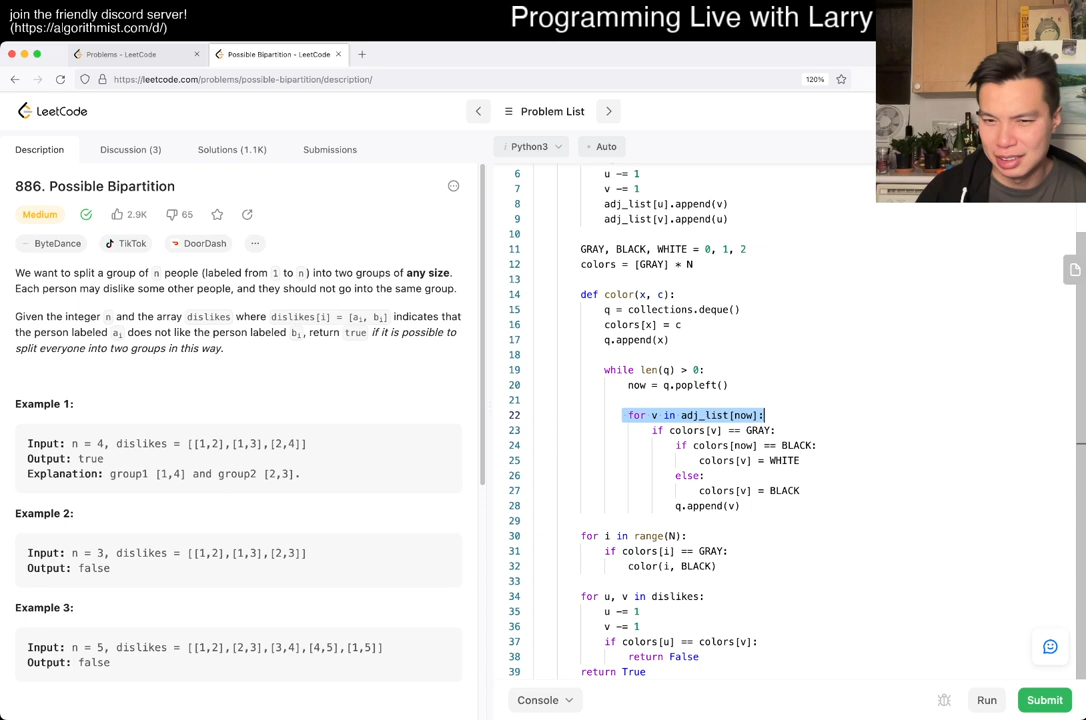 join the friendly discord server!
(https://algorithmist.com/d/)
Programming Live with Larry
Problems - LeetCode
Possible Bipartition - LeetCode
https://leetcode.com/problems/possible-bipartition/description/
120%
LeetCode
Problem List
Description
Discussion (3)
Solutions (1.1K)
Submissions
i Python3
Auto
886. Possible Bipartition
Medium
2.9K
65
ByteDance
TikTok
DoorDash
We want to split a group of n people (labeled from 1 to n) into two groups of any size.
Each person may dislike some other people, and they should not go into the same group.
Given the integer n and the array dislikes where dislikes[i] = [ai, bi] indicates that
the person labeled ai does not like the person labeled bi, return true if it is possible to
split everyone into two groups in this way.
Example 1:
Input: n = 4, dislikes = [[1,2],[1,3],[2,4]]
Output: true
Explanation: group1 [1,4] and group2 [2,3].
Example 2:
Input: n = 3, dislikes = [[1,2],[1,3],[2,3]]
Output: false
Example 3:
Input: n = 5, dislikes = [[1,2],[2,3],[3,4],[4,5],[1,5]]
Output: false
6 u -= 1
7 v -= 1
8 adj_list[u].append(v)
9 adj_list[v].append(u)
10
11 GRAY, BLACK, WHITE = 0, 1, 2
12 colors = [GRAY] * N
13
14 def color(x, c):
15 q = collections.deque()
16 colors[x] = c
17 q.append(x)
18
19 while len(q) > 0:
20 now = q.popleft()
21
22 for v in adj_list[now]:
23 if colors[v] == GRAY:
24 if colors[now] == BLACK:
25 colors[v] = WHITE
26 else:
27 colors[v] = BLACK
28 q.append(v)
29
30 for i in range(N):
31 if colors[i] == GRAY:
32 color(i, BLACK)
33
34 for u, v in dislikes:
35 u -= 1
36 v -= 1
37 if colors[u] == colors[v]:
38 return False
39 return True
Console
Run
Submit